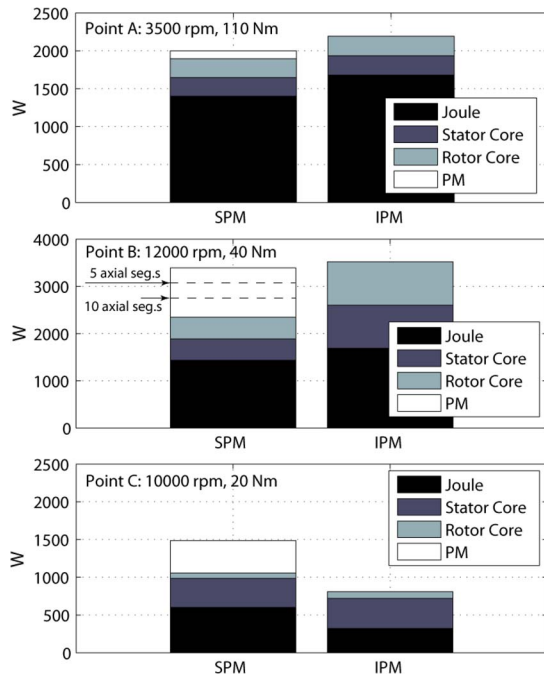 Point A: 3500 rpm, 110 Nm
2500
2000
1500
1000
500
0
W
Joule
Stator Core
Rotor Core
PM
SPM
IPM
Point B: 12000 rpm, 40 Nm
4000
3000
2000
1000
0
W
5 axial seg.s
10 axial seg.s
Joule
Stator Core
Rotor Core
PM
SPM
IPM
Point C: 10000 rpm, 20 Nm
2500
2000
1500
1000
500
0
W
Joule
Stator Core
Rotor Core
PM
SPM
IPM